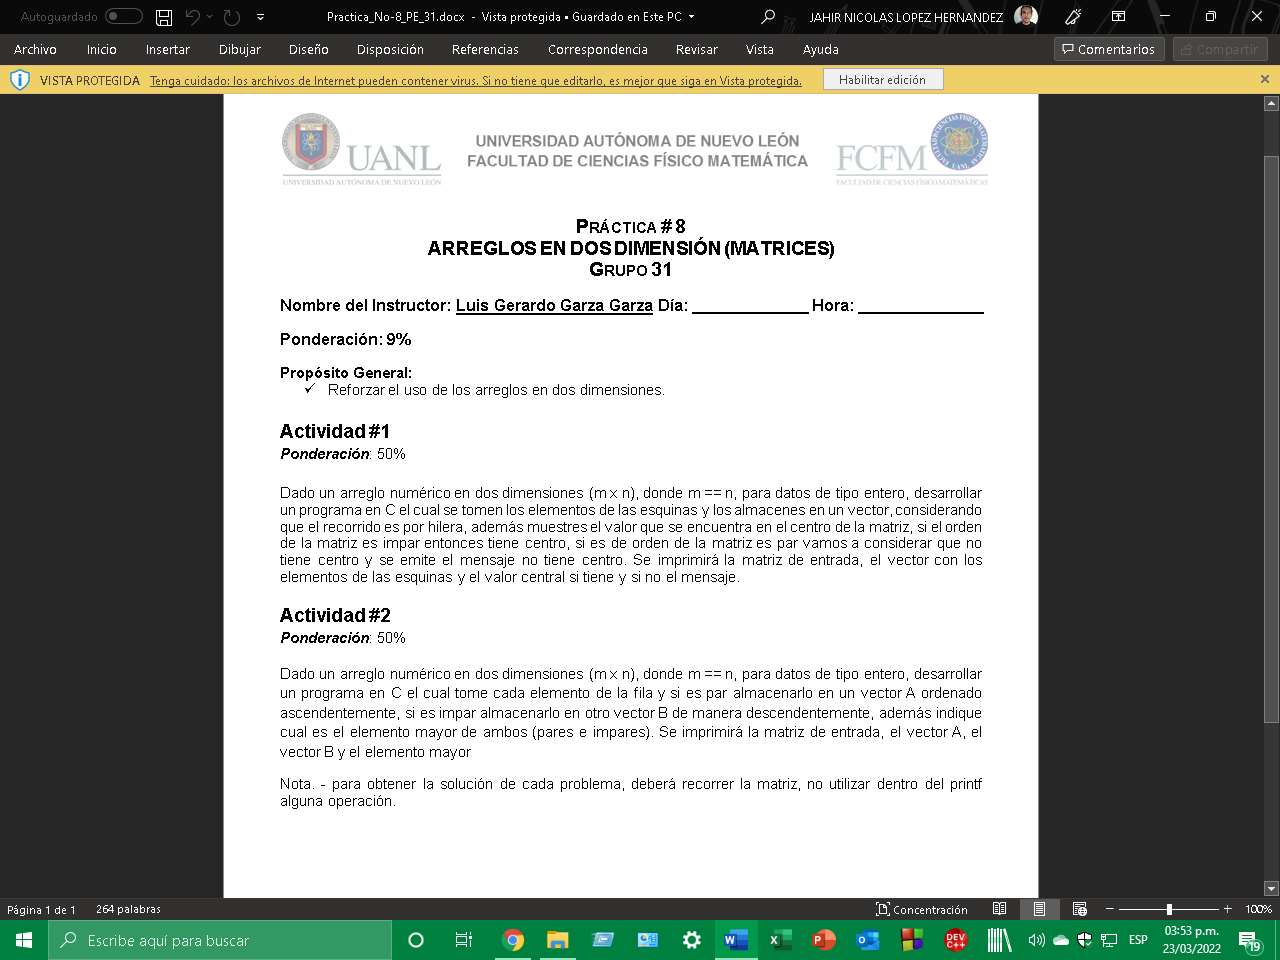 Autoguardado
Practica_No-8_PE_31.docx - Vista protegida • Guardado en Este PC
JAHIR NICOLAS LOPEZ HERNANDEZ
Archivo Inicio Insertar Dibujar Diseño Disposición Referencias Correspondencia Revisar Vista Ayuda Comentarios Compartir
VISTA PROTEGIDA Tenga cuidado: los archivos de Internet pueden contener virus. Si no tiene que editarlo, es mejor que siga en Vista protegida. Habilitar edición
UANL
UNIVERSIDAD AUTÓNOMA DE NUEVO LEÓN
UNIVERSIDAD AUTÓNOMA DE NUEVO LEÓN
FACULTAD DE CIENCIAS FÍSICO MATEMÁTICA
FCFM
FACULTAD DE CIENCIAS FÍSICO MATEMÁTICAS
PRÁCTICA # 8
ARREGLOS EN DOS DIMENSIÓN (MATRICES)
GRUPO 31
Nombre del Instructor: Luis Gerardo Garza Garza Día: _____________ Hora: ______________
Ponderación: 9%
Propósito General:
✓ Reforzar el uso de los arreglos en dos dimensiones.
Actividad #1
Ponderación: 50%
Dado un arreglo numérico en dos dimensiones (m x n), donde m == n, para datos de tipo entero, desarrollar
un programa en C el cual se tomen los elementos de las esquinas y los almacenes en un vector, considerando
que el recorrido es por hilera, además muestres el valor que se encuentra en el centro de la matriz, si el orden
de la matriz es impar entonces tiene centro, si es de orden de la matriz es par vamos a considerar que no
tiene centro y se emite el mensaje no tiene centro. Se imprimirá la matriz de entrada, el vector con los
elementos de las esquinas y el valor central si tiene y si no el mensaje.
Actividad #2
Ponderación: 50%
Dado un arreglo numérico en dos dimensiones (m x n), donde m == n, para datos de tipo entero, desarrollar
un programa en C el cual tome cada elemento de la fila y si es par almacenarlo en un vector A ordenado
ascendentemente, si es impar almacenarlo en otro vector B de manera descendentemente, además indique
cual es el elemento mayor de ambos (pares e impares). Se imprimirá la matriz de entrada, el vector A, el
vector B y el elemento mayor
Nota. - para obtener la solución de cada problema, deberá recorrer la matriz, no utilizar dentro del printf
alguna operación.
Página 1 de 1 264 palabras Concentración 100%
Escribe aquí para buscar
DEV
C++
ESP
03:53 p.m.
23/03/2022
19